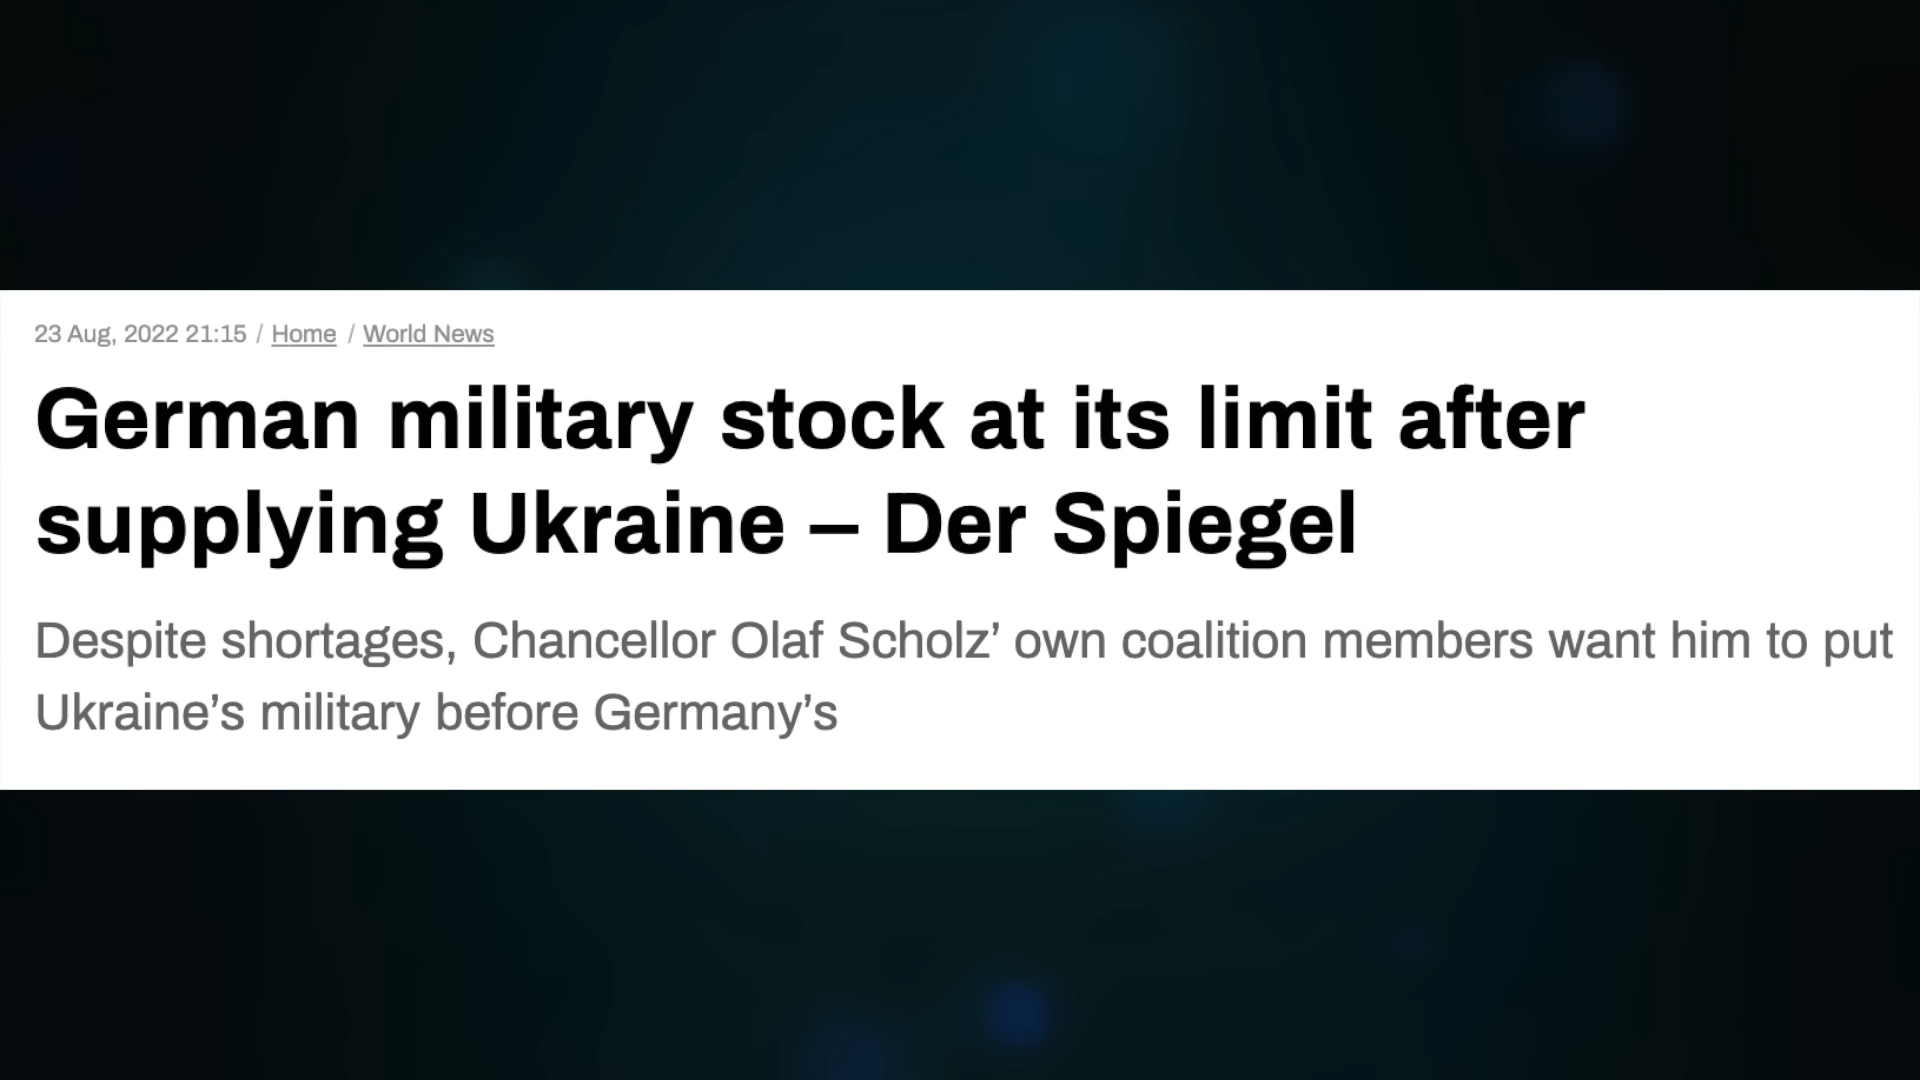 23 Aug, 2022 21:15 / Home / World News
German military stock at its limit after
supplying Ukraine – Der Spiegel
Despite shortages, Chancellor Olaf Scholz’ own coalition members want him to put
Ukraine’s military before Germany’s